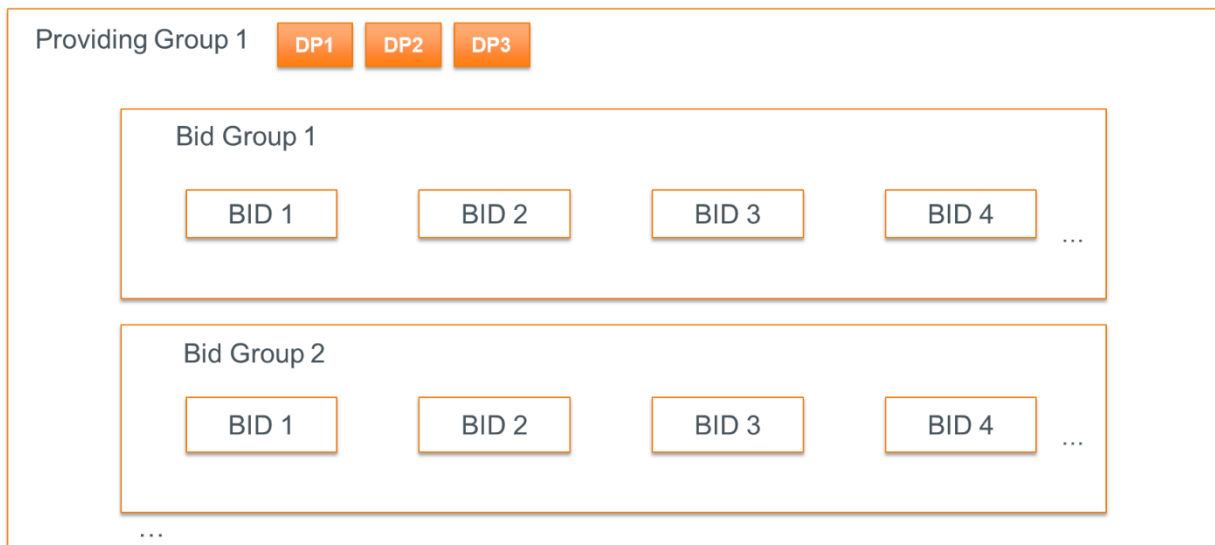 Providing Group 1 DP1 DP2 DP3
Bid Group 1
BID 1 BID 2 BID 3 BID 4 ...
Bid Group 2
BID 1 BID 2 BID 3 BID 4 ...
...